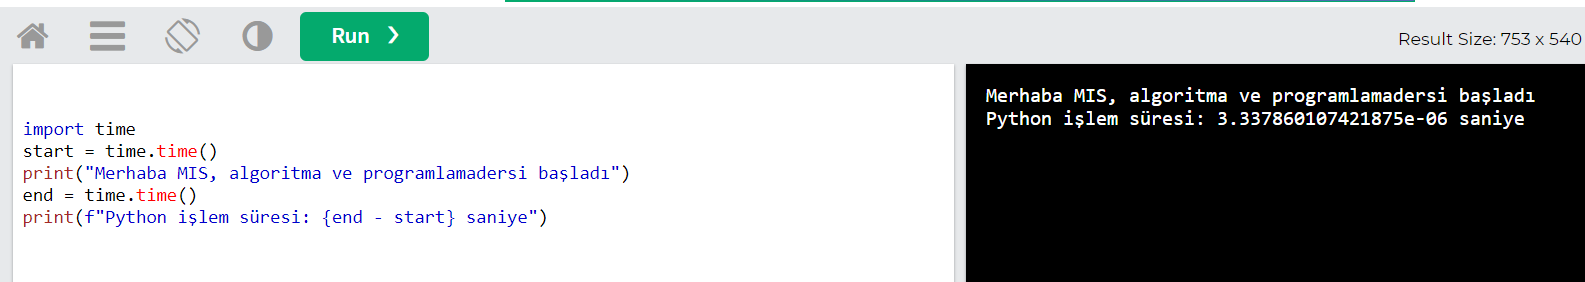 Run ❯
Result Size: 753 x 540
import time
start = time.time()
print("Merhaba MIS, algoritma ve programlamadersi başladı")
end = time.time()
print(f"Python işlem süresi: {end - start} saniye")
Merhaba MIS, algoritma ve programlamadersi başladı
Python işlem süresi: 3.337860107421875e-06 saniye